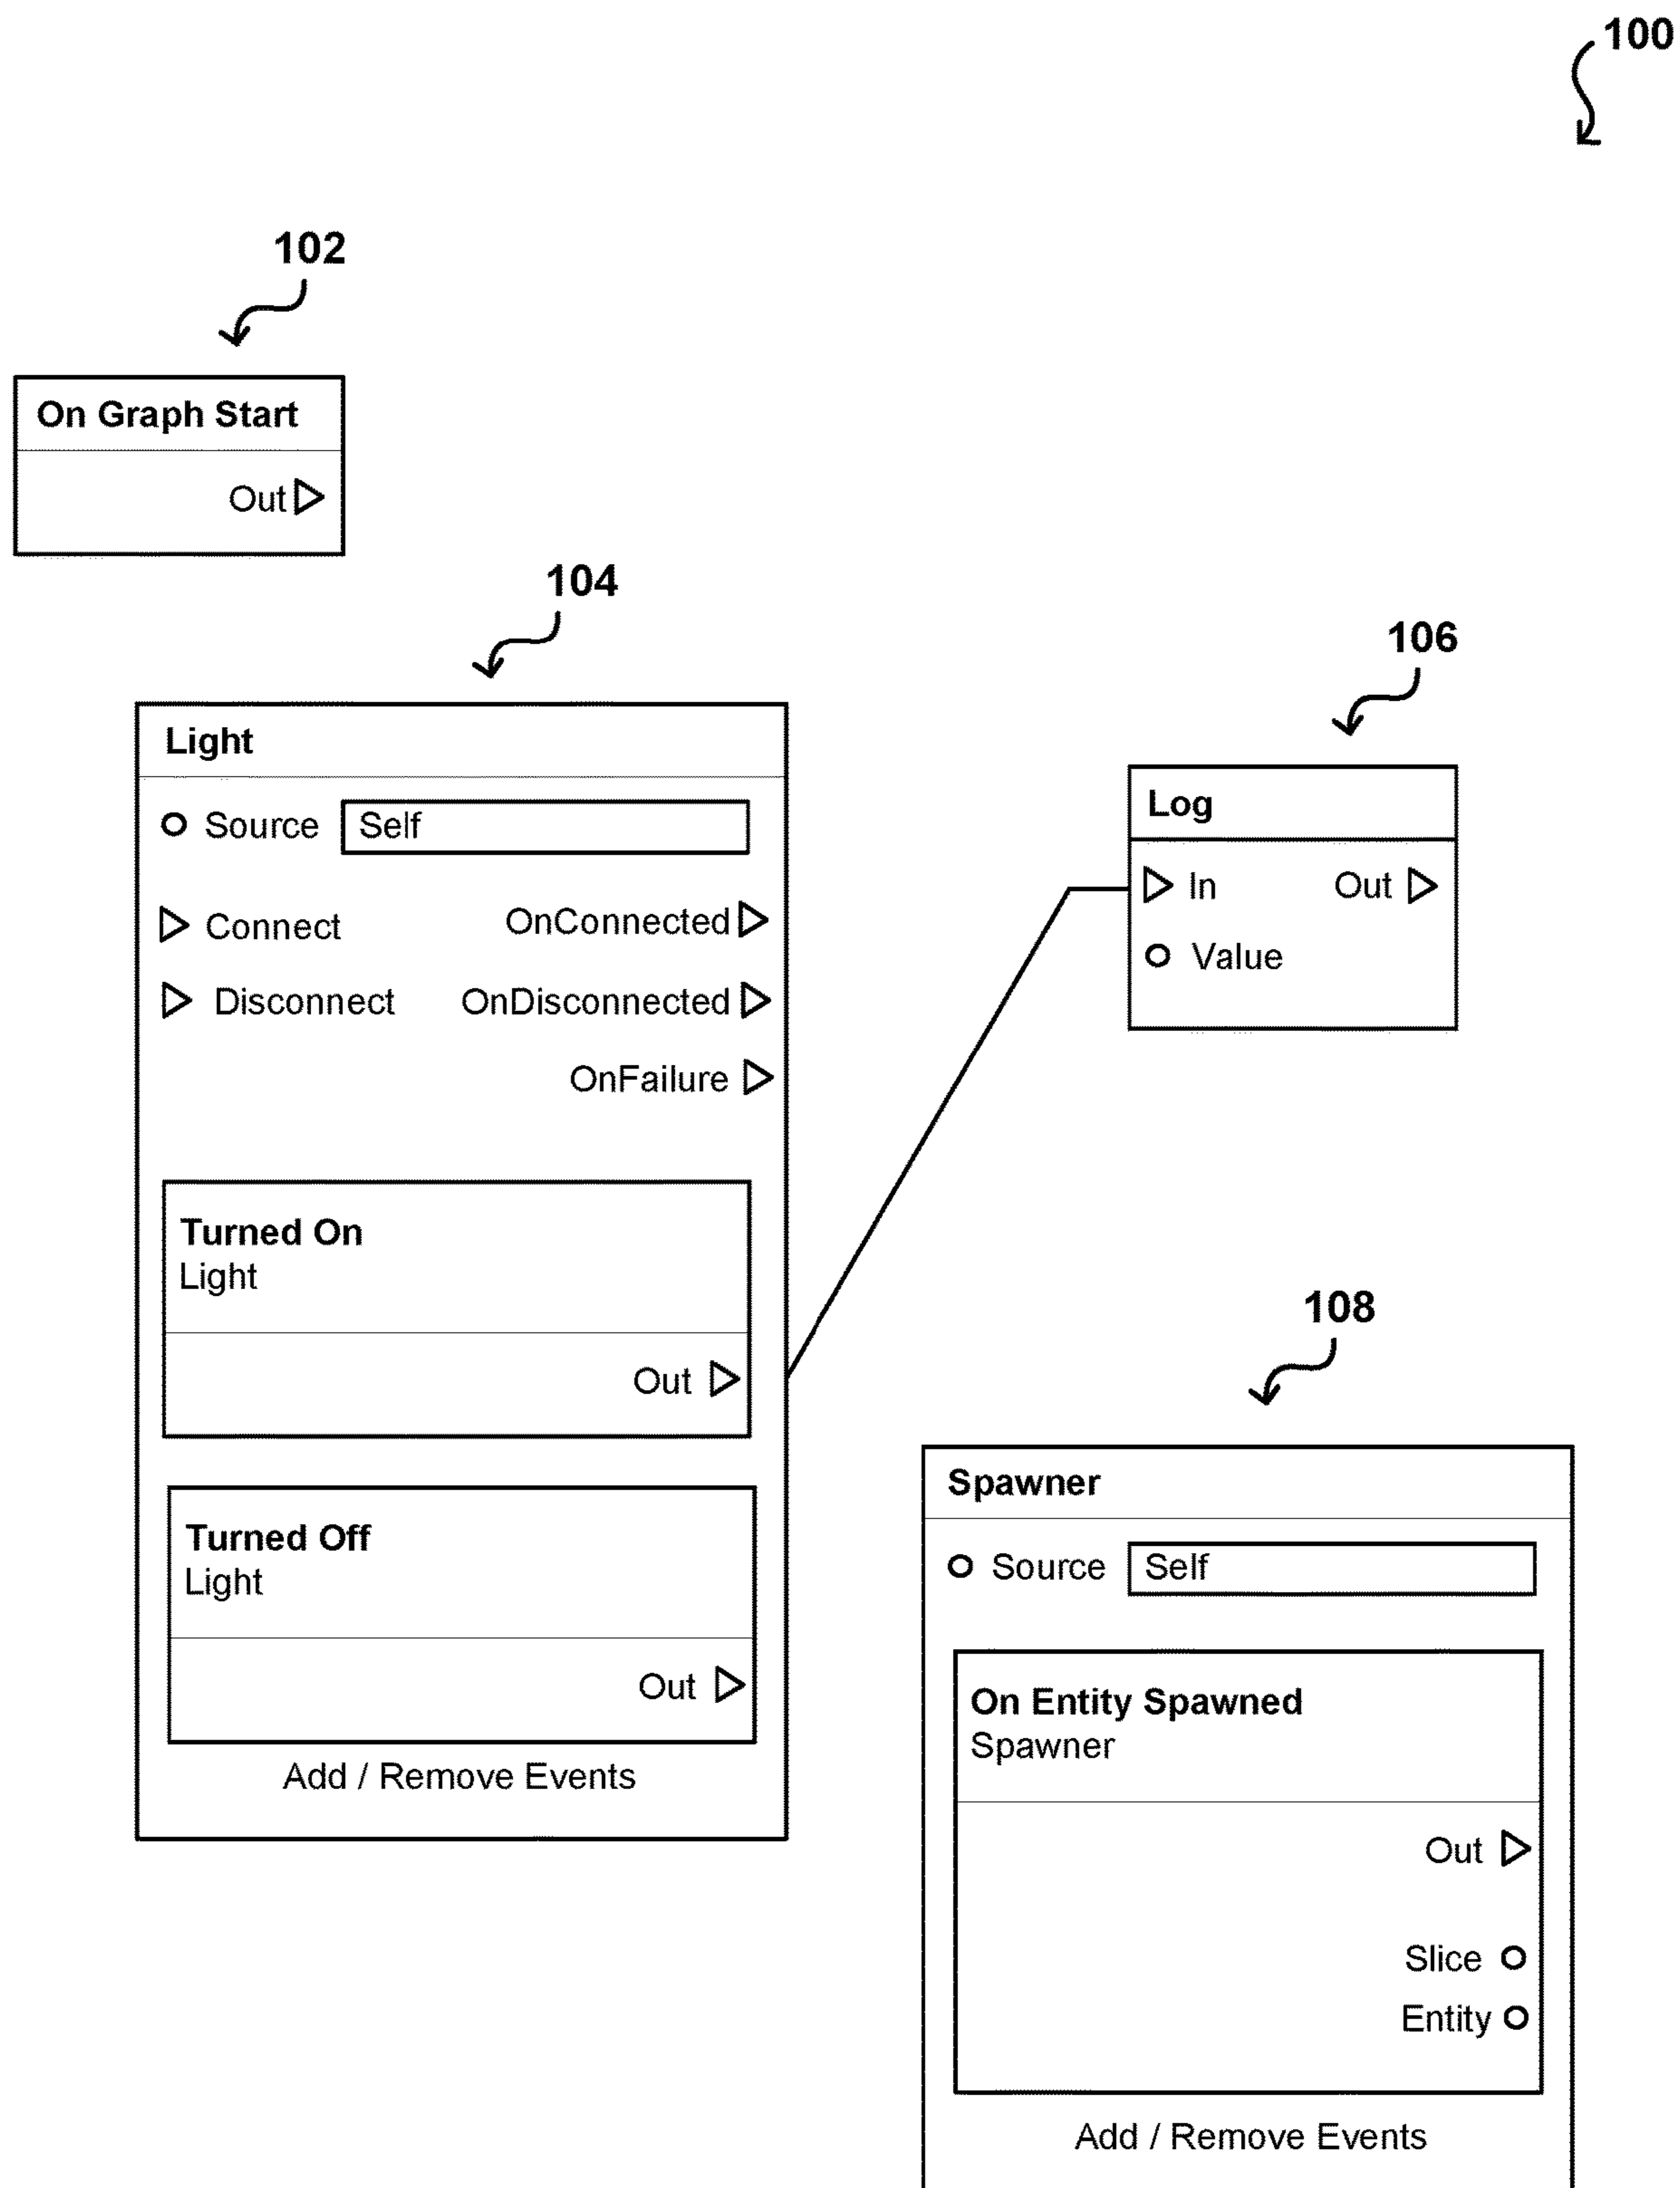 100
102
On Graph Start
Out
104
Light
Source Self
Connect OnConnected
Disconnect OnDisconnected
OnFailure
Turned On
Light
Out
Turned Off
Light
Out
Add / Remove Events
106
Log
In Out
Value
108
Spawner
Source Self
On Entity Spawned
Spawner
Out
Slice
Entity
Add / Remove Events